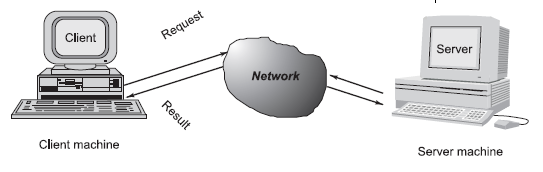 Client
Request
Server
Network
Result
Client machine
Server machine